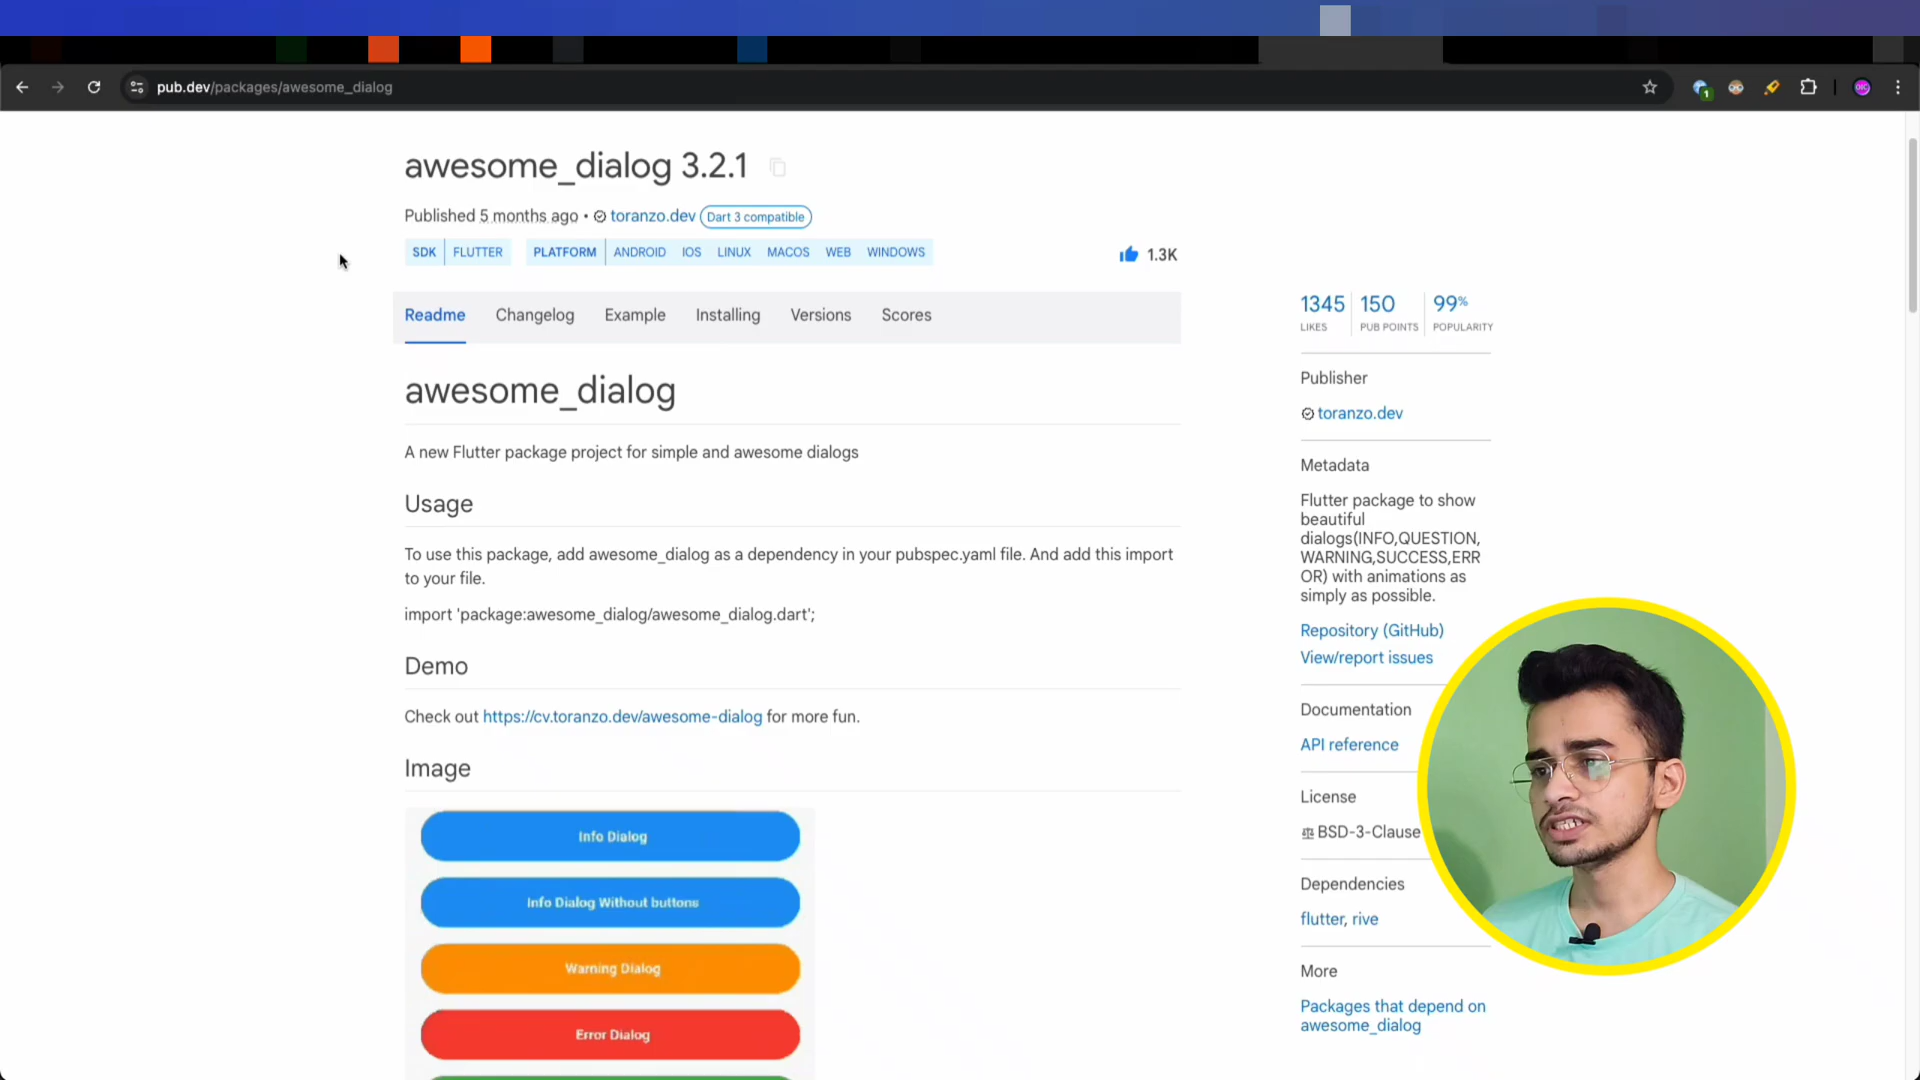 pub.dev/packages/awesome_dialog
1
awesome_dialog 3.2.1
Published 5 months ago • toranzo.dev Dart 3 compatible
SDK FLUTTER PLATFORM ANDROID IOS LINUX MACOS WEB WINDOWS
1.3K
Readme Changelog Example Installing Versions Scores
awesome_dialog
A new Flutter package project for simple and awesome dialogs
Usage
To use this package, add awesome_dialog as a dependency in your pubspec.yaml file. And add this import
to your file.
import 'package:awesome_dialog/awesome_dialog.dart';
Demo
Check out https://cv.toranzo.dev/awesome-dialog for more fun.
Image
Info Dialog
Info Dialog Without buttons
Warning Dialog
Error Dialog
1345 150 99%
LIKES PUB POINTS POPULARITY
Publisher
toranzo.dev
Metadata
Flutter package to show
beautiful
dialogs(INFO,QUESTION,
WARNING,SUCCESS,ERR
OR) with animations as
simply as possible.
Repository (GitHub)
View/report issues
Documentation
API reference
License
BSD-3-Clause
Dependencies
flutter, rive
More
Packages that depend on
awesome_dialog